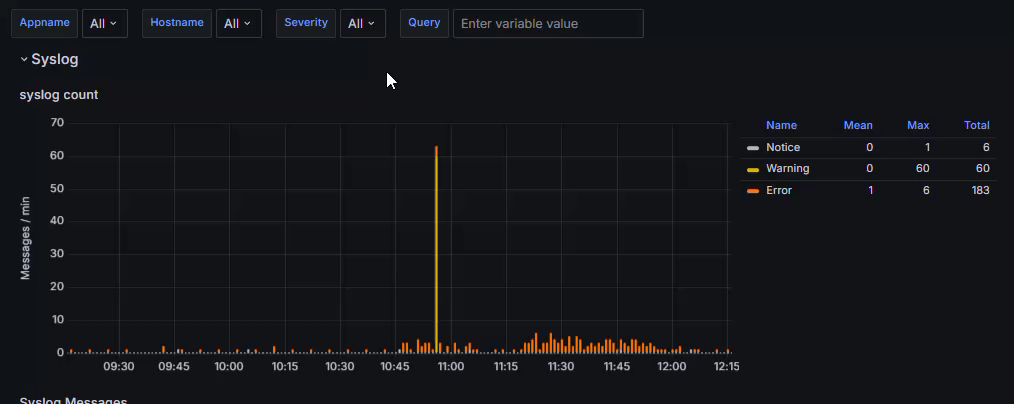 Appname All Hostname All Severity All Query Enter variable value
Syslog
syslog count
Messages / min
70
60
50
40
30
20
10
0
09:30 09:45 10:00 10:15 10:30 10:45 11:00 11:15 11:30 11:45 12:00 12:15
Name Mean Max Total
Notice 0 1 6
Warning 0 60 60
Error 1 6 183
Syslog Messages